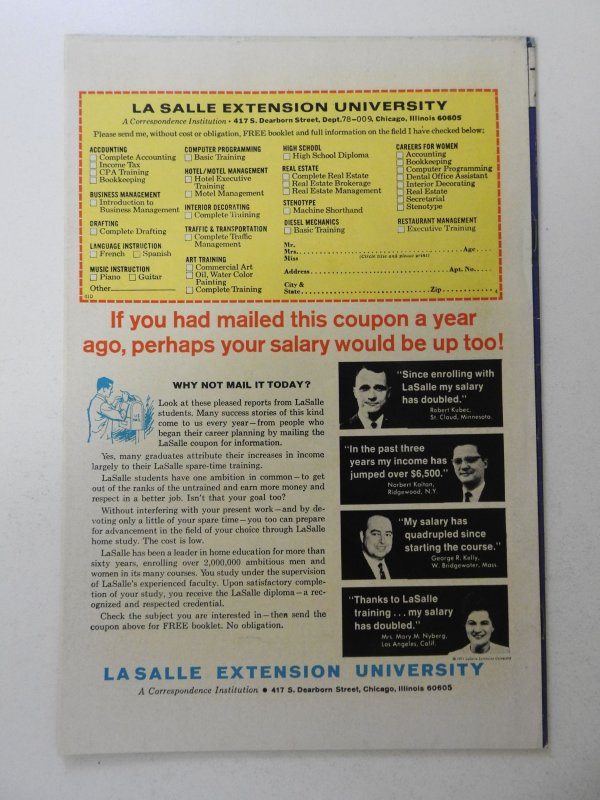 LA SALLE EXTENSION UNIVERSITY
A Correspondence Institution • 417 S. Dearborn Street, Dept. 78-009, Chicago, Illinois 60605
Please send me, without cost or obligation, FREE booklet and full information on the field I have checked below:
ACCOUNTING
Complete Accounting
Income Tax
CPA Training
Bookkeeping
BUSINESS MANAGEMENT
Introduction to
Business Management
DRAFTING
Complete Drafting
LANGUAGE INSTRUCTION
French Spanish
MUSIC INSTRUCTION
Piano Guitar
Other
COMPUTER PROGRAMMING
Basic Training
HOTEL/MOTEL MANAGEMENT
Hotel Executive
Training
Motel Management
INTERIOR DECORATING
Complete Training
TRAFFIC & TRANSPORTATION
Complete Traffic
Management
ART TRAINING
Commercial Art
Oil, Water Color
Painting
Complete Training
HIGH SCHOOL
High School Diploma
REAL ESTATE
Complete Real Estate
Real Estate Brokerage
Real Estate Management
STENOTYPE
Machine Shorthand
DIESEL MECHANICS
Basic Training
CAREERS FOR WOMEN
Accounting
Bookkeeping
Computer Programming
Dental Office Assistant
Interior Decorating
Real Estate
Secretarial
Stenotype
RESTAURANT MANAGEMENT
Executive Training
Mr.
Mrs. Age
Miss (Circle title and please print)
Address Apt. No.
City &
State Zip
If you had mailed this coupon a year
ago, perhaps your salary would be up too!
WHY NOT MAIL IT TODAY?
Look at these pleased reports from LaSalle
students. Many success stories of this kind
come to us every year—from people who
began their career planning by mailing the
LaSalle coupon for information.
Yes, many graduates attribute their increases in income
largely to their LaSalle spare-time training.
LaSalle students have one ambition in common—to get
out of the ranks of the untrained and earn more money and
respect in a better job. Isn't that your goal too?
Without interfering with your present work—and by de-
voting only a little of your spare time—you too can prepare
for advancement in the field of your choice through LaSalle
home study. The cost is low.
LaSalle has been a leader in home education for more than
sixty years, enrolling over 2,000,000 ambitious men and
women in its many courses. You study under the supervision
of LaSalle's experienced faculty. Upon satisfactory comple-
tion of your study, you receive the LaSalle diploma—a rec-
ognized and respected credential.
Check the subject you are interested in—then send the
coupon above for FREE booklet. No obligation.
"Since enrolling with
LaSalle my salary
has doubled."
Robert Kubec,
St. Cloud, Minnesota.
"In the past three
years my income has
jumped over $6,500."
Norbert Kaitan,
Ridgewood, N.Y.
"My salary has
quadrupled since
starting the course."
George R. Kelly,
W. Bridgewater, Mass.
"Thanks to LaSalle
training . . . my salary
has doubled."
Mrs. Mary M. Nyberg,
Los Angeles, Calif.
LA SALLE EXTENSION UNIVERSITY
A Correspondence Institution • 417 S. Dearborn Street, Chicago, Illinois 60605